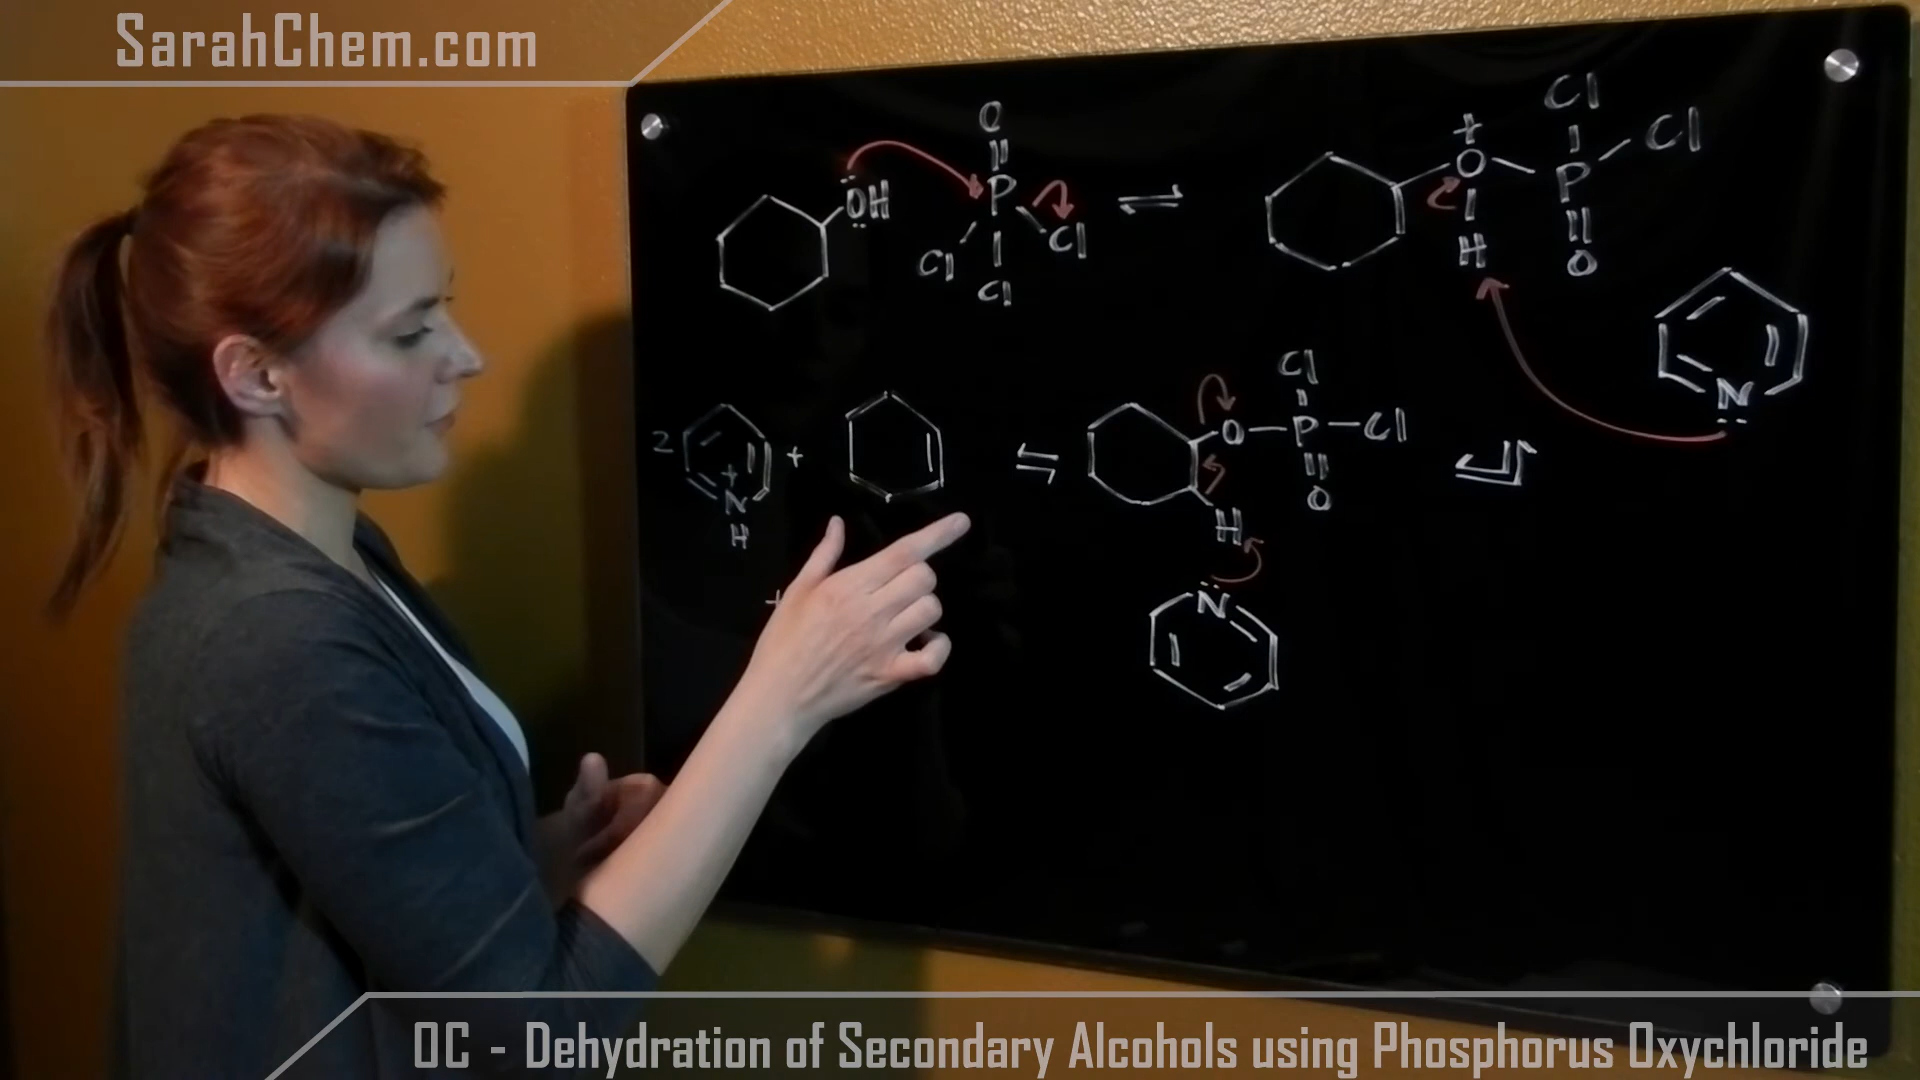 SarahChem.com
O
P
OH
Cl
Cl
Cl
+
O
H
P
Cl
Cl
O
N
2
N
+
H
+
O
P
Cl
Cl
O
H
N
+
OC - Dehydration of Secondary Alcohols using Phosphorus Oxychloride